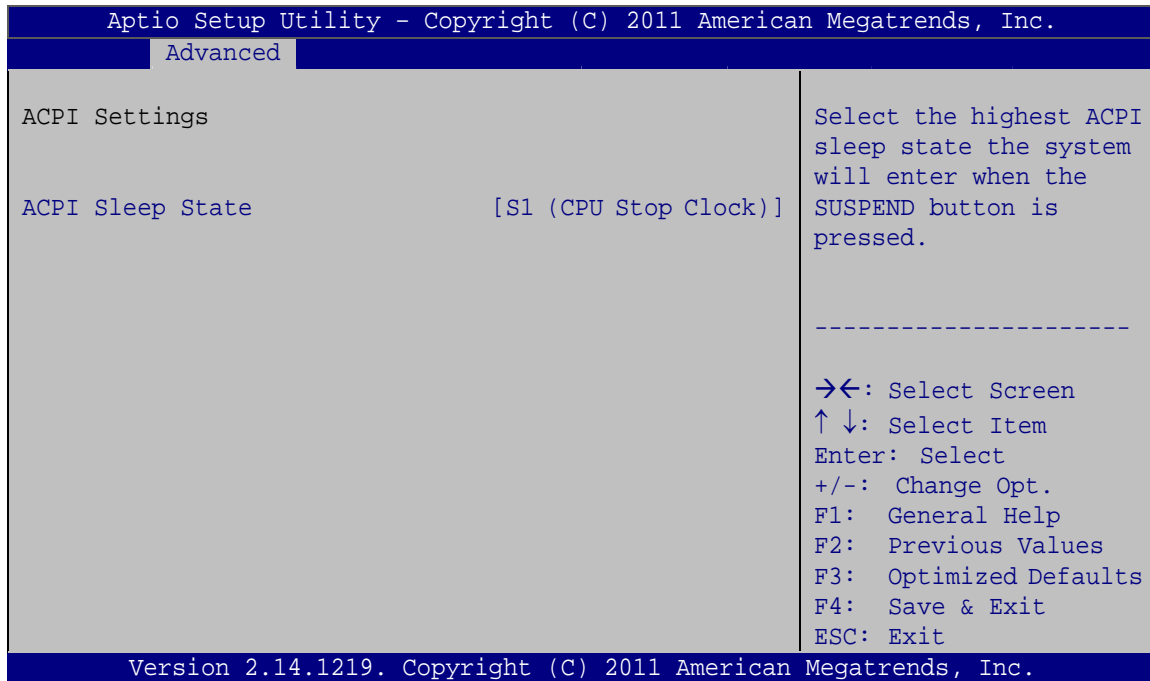 Aptio Setup Utility – Copyright (C) 2011 American Megatrends, Inc.
Advanced
ACPI Settings
ACPI Sleep State [S1 (CPU Stop Clock)]
Select the highest ACPI
sleep state the system
will enter when the
SUSPEND button is
pressed.
----------------------
→←: Select Screen
↑ ↓: Select Item
Enter: Select
+/-: Change Opt.
F1: General Help
F2: Previous Values
F3: Optimized Defaults
F4: Save & Exit
ESC: Exit
Version 2.14.1219. Copyright (C) 2011 American Megatrends, Inc.